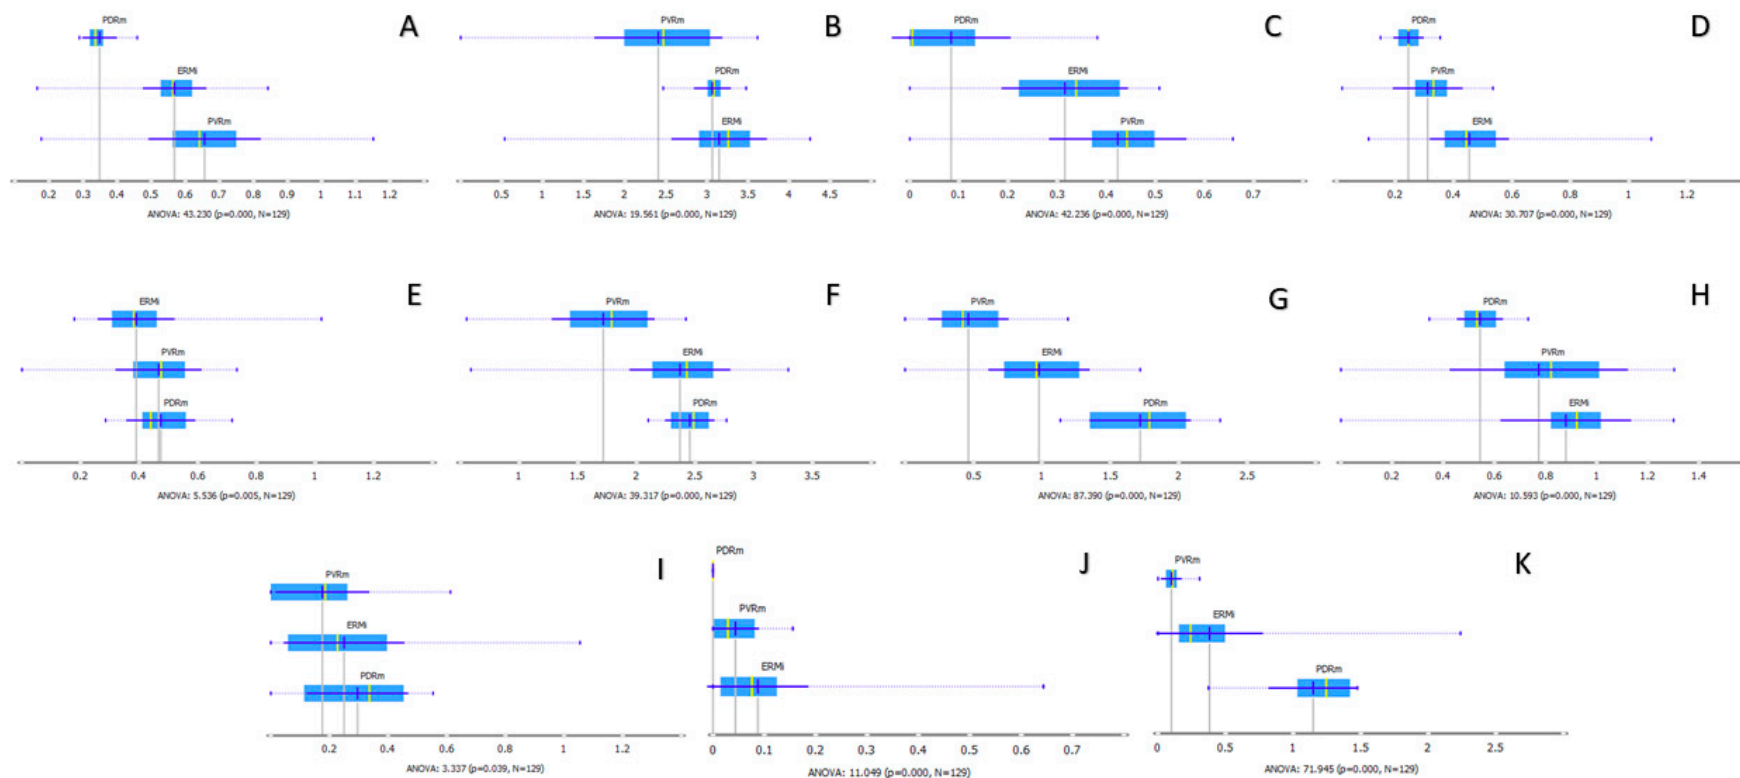 A
PDRm
ERMi
PVRm
0.2 0.3 0.4 0.5 0.6 0.7 0.8 0.9 1 1.1 1.2
ANOVA: 43.230 (p=0.000, N=129)
B
PVRm
PDRm
ERMi
0.5 1 1.5 2 2.5 3 3.5 4 4.5
ANOVA: 19.561 (p=0.000, N=129)
C
PDRm
ERMi
PVRm
0 0.1 0.2 0.3 0.4 0.5 0.6 0.7
ANOVA: 42.236 (p=0.000, N=129)
D
PDRm
PVRm
ERMi
0.2 0.4 0.6 0.8 1 1.2
ANOVA: 30.707 (p=0.000, N=129)
E
ERMi
PVRm
PDRm
0.2 0.4 0.6 0.8 1 1.2
ANOVA: 5.536 (p=0.005, N=129)
F
PVRm
ERMi
PDRm
1 1.5 2 2.5 3 3.5
ANOVA: 39.317 (p=0.000, N=129)
G
PVRm
ERMi
PDRm
0 0.5 1 1.5 2 2.5
ANOVA: 87.390 (p=0.000, N=129)
H
PDRm
PVRm
ERMi
0.2 0.4 0.6 0.8 1 1.2 1.4
ANOVA: 10.593 (p=0.000, N=129)
I
PVRm
ERMi
PDRm
0 0.2 0.4 0.6 0.8 1 1.2
ANOVA: 3.337 (p=0.039, N=129)
J
PDRm
PVRm
ERMi
0 0.1 0.2 0.3 0.4 0.5 0.6 0.7
ANOVA: 11.049 (p=0.000, N=129)
K
PVRm
ERMi
PDRm
0 0.5 1 1.5 2 2.5
ANOVA: 71.945 (p=0.000, N=129)